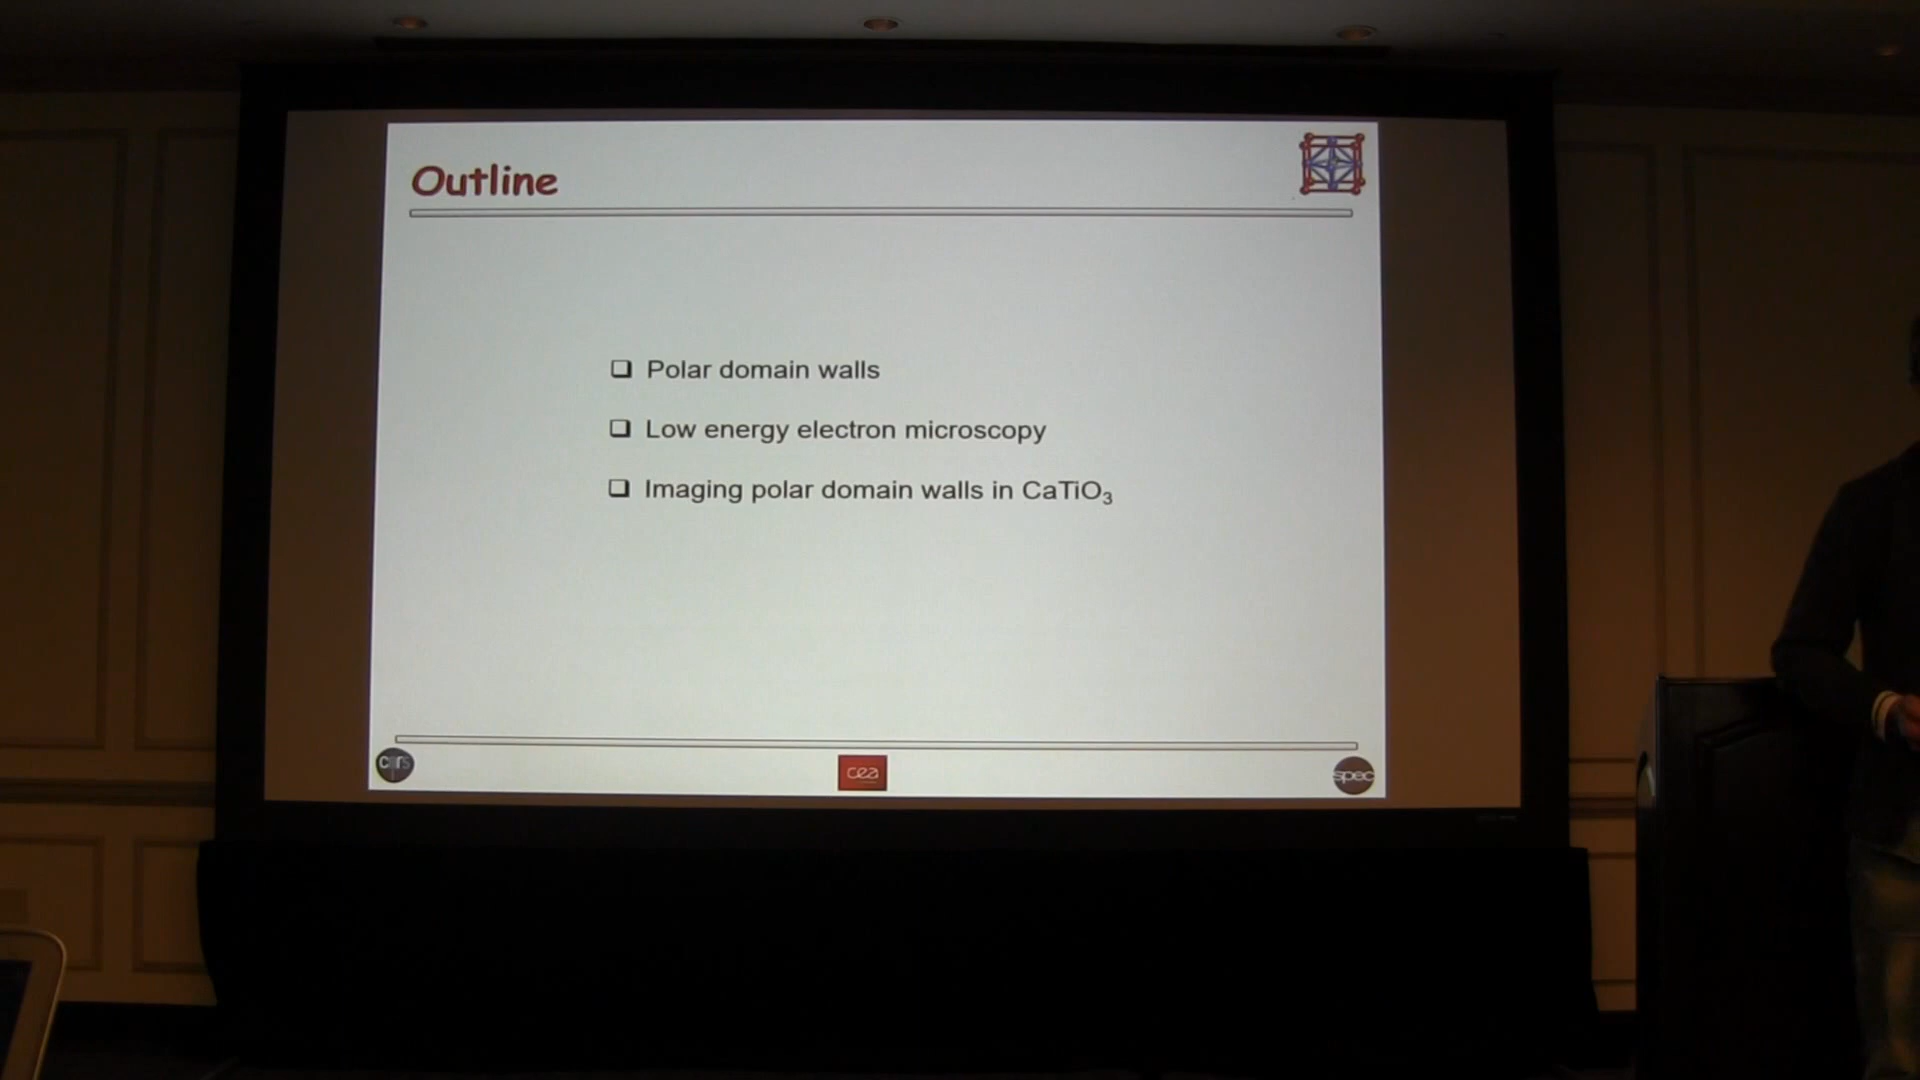 Outline
❑ Polar domain walls
❑ Low energy electron microscopy
❑ Imaging polar domain walls in CaTiO₃
cnrs
cea
spec